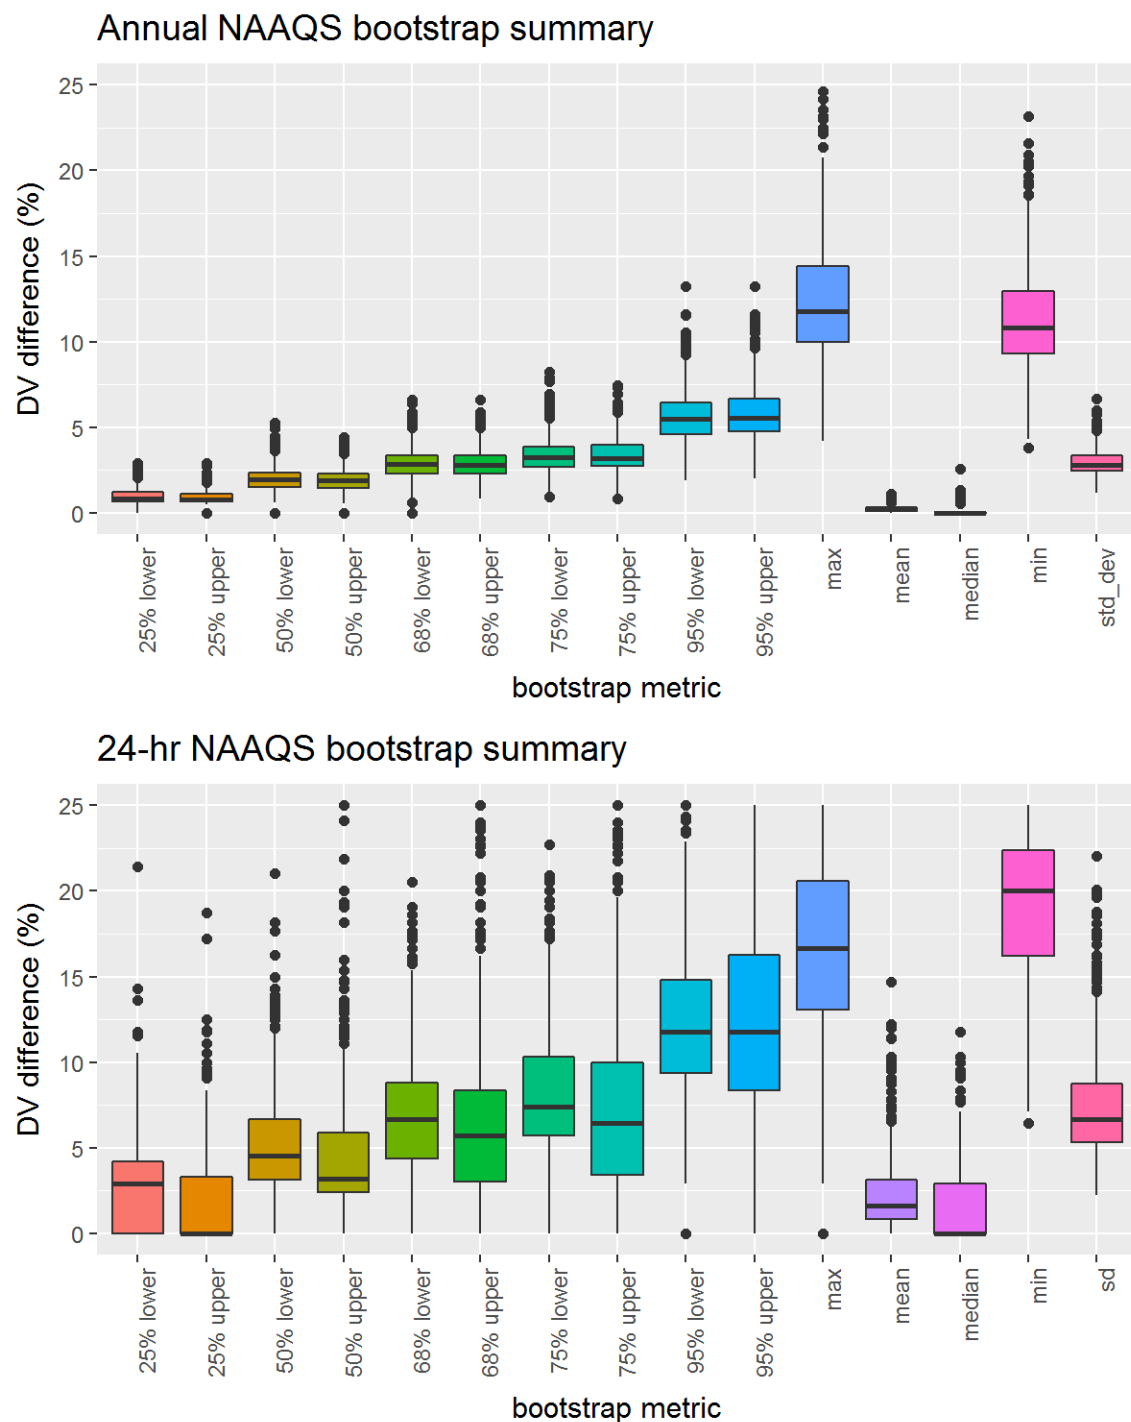 Annual NAAQS bootstrap summary
DV difference (%)
25
20
15
10
5
0
25% lower
25% upper
50% lower
50% upper
68% lower
68% upper
75% lower
75% upper
95% lower
95% upper
max
mean
median
min
std_dev
bootstrap metric
24-hr NAAQS bootstrap summary
DV difference (%)
25
20
15
10
5
0
25% lower
25% upper
50% lower
50% upper
68% lower
68% upper
75% lower
75% upper
95% lower
95% upper
max
mean
median
min
sd
bootstrap metric